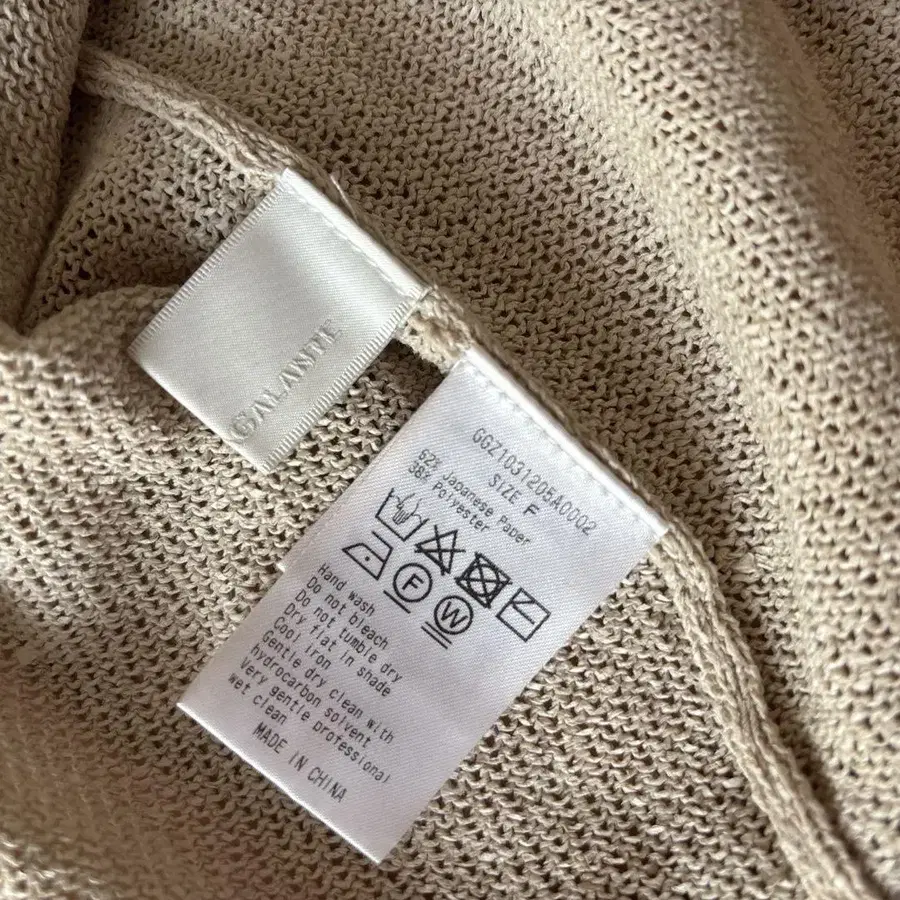 GALANTE
GGZ1031205A0002
SIZE F
62% Japanese Paper
38% Polyester
F
W
Hand wash
Do not bleach
Do not tumble dry
Dry flat in shade
Cool iron
Gentle dry clean with
hydrocarbon solvent
Very gentle professional
wet clean
MADE IN CHINA